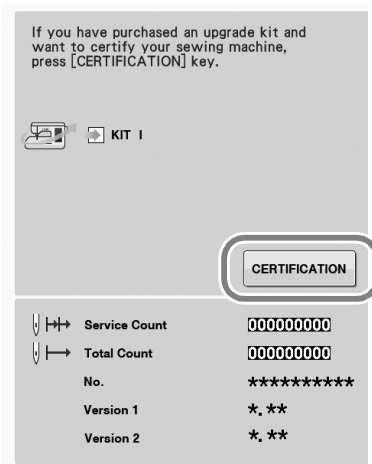 If you have purchased an upgrade kit and
want to certify your sewing machine,
press [CERTIFICATION] key.
KIT I
CERTIFICATION
Service Count 000000000
Total Count 000000000
No. **********
Version 1 *.**
Version 2 *.**